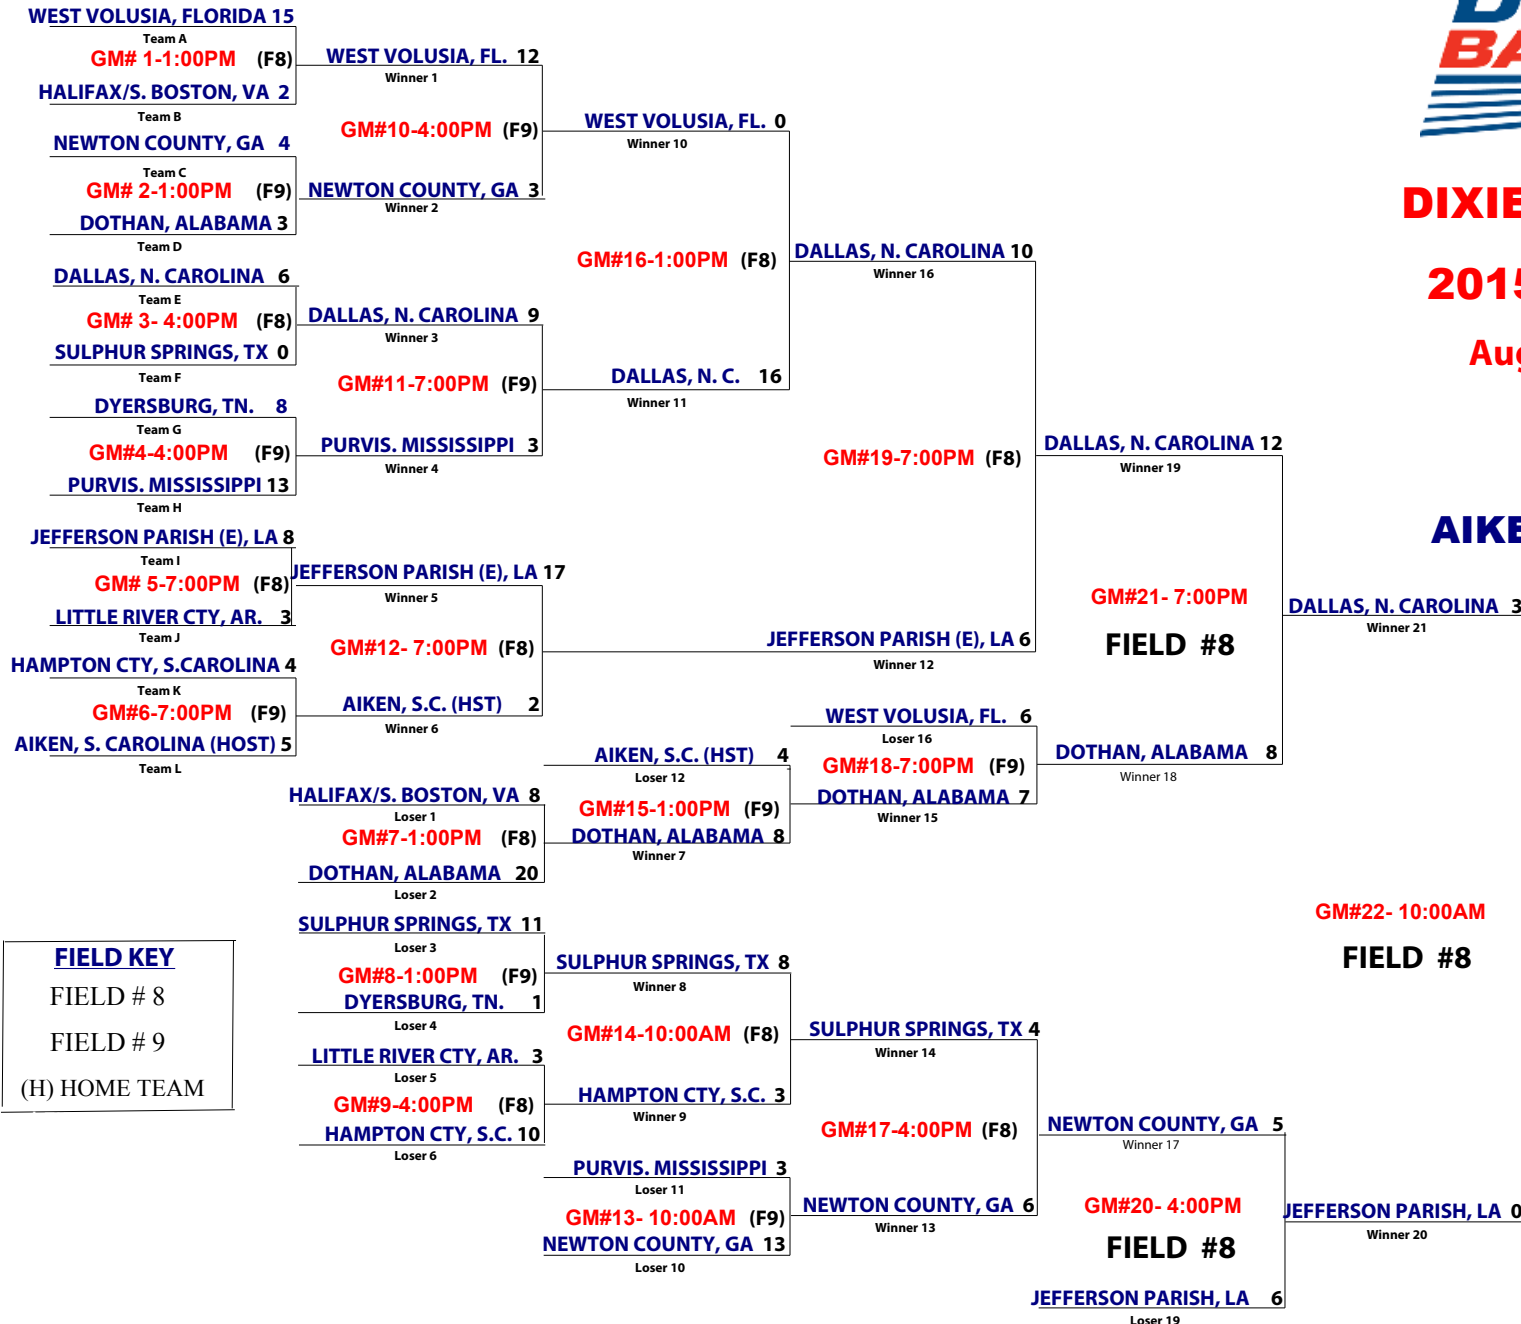 WEST VOLUSIA, FLORIDA 15
Team A
GM# 1-1:00PM (F8)
HALIFAX/S. BOSTON, VA 2
Team B
NEWTON COUNTY, GA 4
Team C
GM# 2-1:00PM (F9)
DOTHAN, ALABAMA 3
Team D
DALLAS, N. CAROLINA 6
Team E
GM# 3- 4:00PM (F8)
SULPHUR SPRINGS, TX 0
Team F
DYERSBURG, TN. 8
Team G
GM#4-4:00PM (F9)
PURVIS. MISSISSIPPI 13
Team H
JEFFERSON PARISH (E), LA 8
Team I
GM# 5-7:00PM (F8)
LITTLE RIVER CTY, AR. 3
Team J
HAMPTON CTY, S.CAROLINA 4
Team K
GM#6-7:00PM (F9)
AIKEN, S. CAROLINA (HOST) 5
Team L
WEST VOLUSIA, FL. 12
Winner 1
GM#10-4:00PM (F9)
NEWTON COUNTY, GA 3
Winner 2
DALLAS, N. CAROLINA 9
Winner 3
GM#11-7:00PM (F9)
PURVIS. MISSISSIPPI 3
Winner 4
JEFFERSON PARISH (E), LA 17
Winner 5
GM#12- 7:00PM (F8)
AIKEN, S.C. (HST) 2
Winner 6
HALIFAX/S. BOSTON, VA 8
Loser 1
GM#7-1:00PM (F8)
DOTHAN, ALABAMA 20
Loser 2
SULPHUR SPRINGS, TX 11
Loser 3
GM#8-1:00PM (F9)
DYERSBURG, TN. 1
Loser 4
LITTLE RIVER CTY, AR. 3
Loser 5
GM#9-4:00PM (F8)
HAMPTON CTY, S.C. 10
Loser 6
WEST VOLUSIA, FL. 0
Winner 10
GM#16-1:00PM (F8)
DALLAS, N. C. 16
Winner 11
AIKEN, S.C. (HST) 4
Loser 12
GM#15-1:00PM (F9)
DOTHAN, ALABAMA 8
Winner 7
SULPHUR SPRINGS, TX 8
Winner 8
GM#14-10:00AM (F8)
HAMPTON CTY, S.C. 3
Winner 9
PURVIS. MISSISSIPPI 3
Loser 11
GM#13- 10:00AM (F9)
NEWTON COUNTY, GA 13
Loser 10
DALLAS, N. CAROLINA 10
Winner 16
GM#19-7:00PM (F8)
JEFFERSON PARISH (E), LA 6
Winner 12
WEST VOLUSIA, FL. 6
Loser 16
GM#18-7:00PM (F9)
DOTHAN, ALABAMA 7
Winner 15
SULPHUR SPRINGS, TX 4
Winner 14
GM#17-4:00PM (F8)
NEWTON COUNTY, GA 6
Winner 13
DALLAS, N. CAROLINA 12
Winner 19
GM#21- 7:00PM
FIELD #8
DOTHAN, ALABAMA 8
Winner 18
NEWTON COUNTY, GA 5
Winner 17
GM#20- 4:00PM
FIELD #8
JEFFERSON PARISH, LA 6
Loser 19
DALLAS, N. CAROLINA 3
Winner 21
GM#22- 10:00AM
FIELD #8
JEFFERSON PARISH, LA 0
Winner 20
BA
DIXIE
2015
Aug
AIKE
FIELD KEY
FIELD # 8
FIELD # 9
(H) HOME TEAM